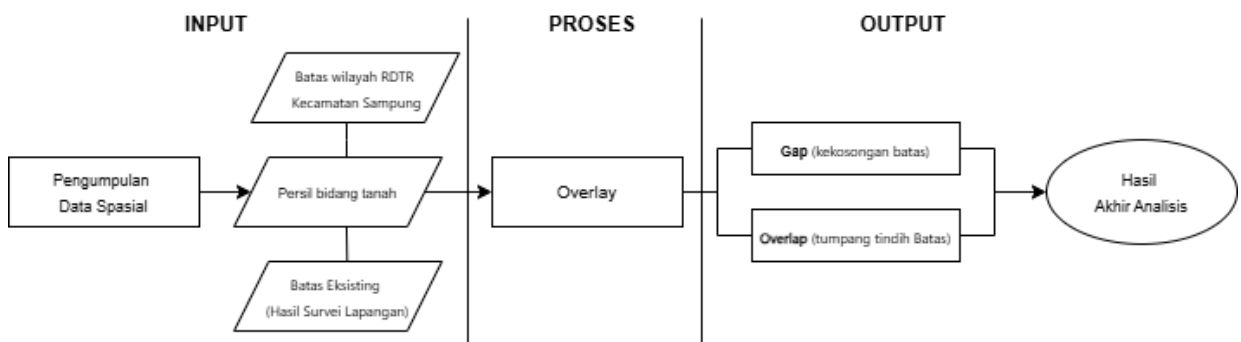 INPUT
PROSES
OUTPUT
Batas wilayah RDTR
Kecamatan Sampung
Pengumpulan
Data Spasial
Persil bidang tanah
Batas Eksisting
(Hasil Survei Lapangan)
Overlay
Gap (kekosongan batas)
Overlap (tumpang tindih Batas)
Hasil
Akhir Analisis